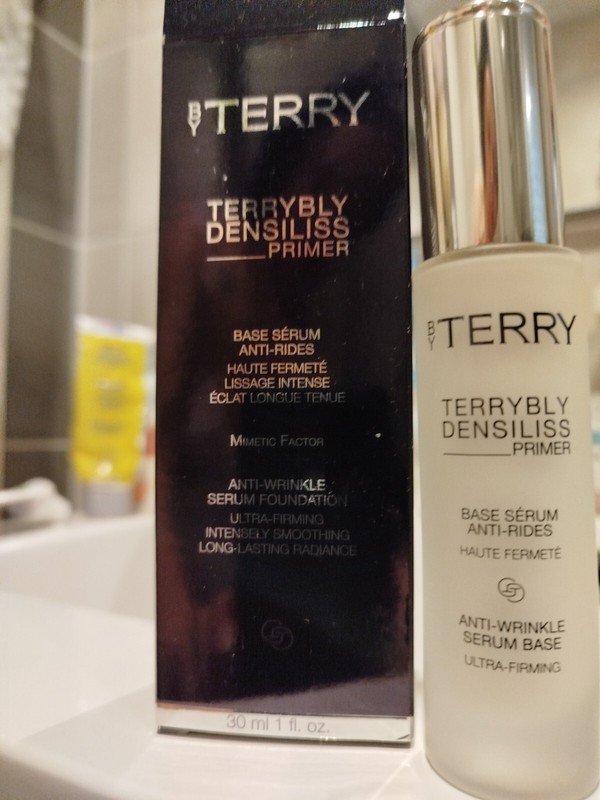 BY TERRY
TERRYBLY
DENSILISS
PRIMER
BASE SÉRUM
ANTI-RIDES
HAUTE FERMETÉ
LISSAGE INTENSE
ÉCLAT LONGUE TENUE
MIMETIC FACTOR
ANTI-WRINKLE
SERUM FOUNDATION
ULTRA-FIRMING
INTENSELY SMOOTHING
LONG-LASTING RADIANCE
30 ml 1 fl. oz.
BY TERRY
TERRYBLY
DENSILISS
PRIMER
BASE SÉRUM
ANTI-RIDES
HAUTE FERMETÉ
ANTI-WRINKLE
SERUM BASE
ULTRA-FIRMING